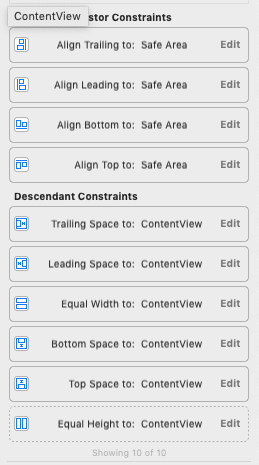 ContentView
stor Constraints
Align Trailing to: Safe Area Edit
Align Leading to: Safe Area Edit
Align Bottom to: Safe Area Edit
Align Top to: Safe Area Edit
Descendant Constraints
Trailing Space to: ContentView Edit
Leading Space to: ContentView Edit
Equal Width to: ContentView Edit
Bottom Space to: ContentView Edit
Top Space to: ContentView Edit
Equal Height to: ContentView Edit
Showing 10 of 10